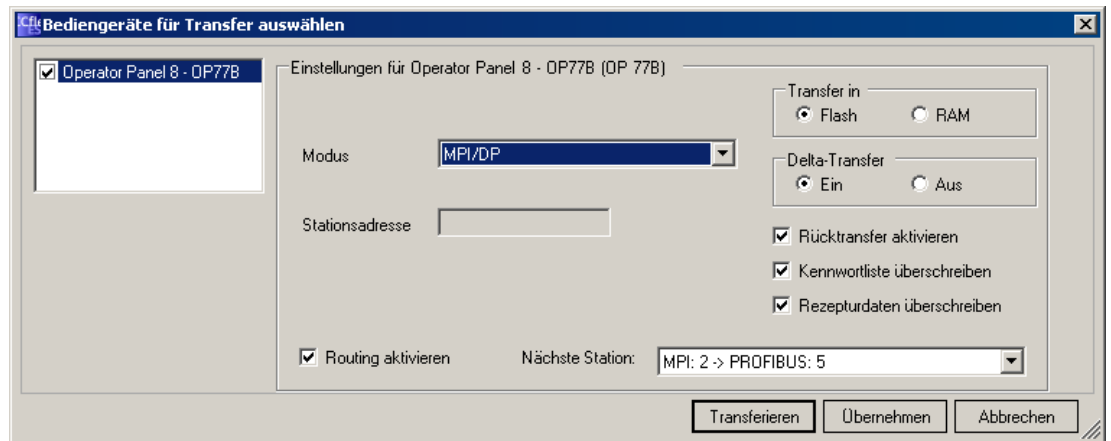 Bediengeräte für Transfer auswählen
Operator Panel 8 - OP77B
Einstellungen für Operator Panel 8 - OP77B (OP 77B)
Transfer in
Flash RAM
Modus MPI/DP
Delta-Transfer
Ein Aus
Stationsadresse
Rücktransfer aktivieren
Kennwortliste überschreiben
Rezepturdaten überschreiben
Routing aktivieren Nächste Station: MPI: 2 -> PROFIBUS: 5
Transferieren Übernehmen Abbrechen